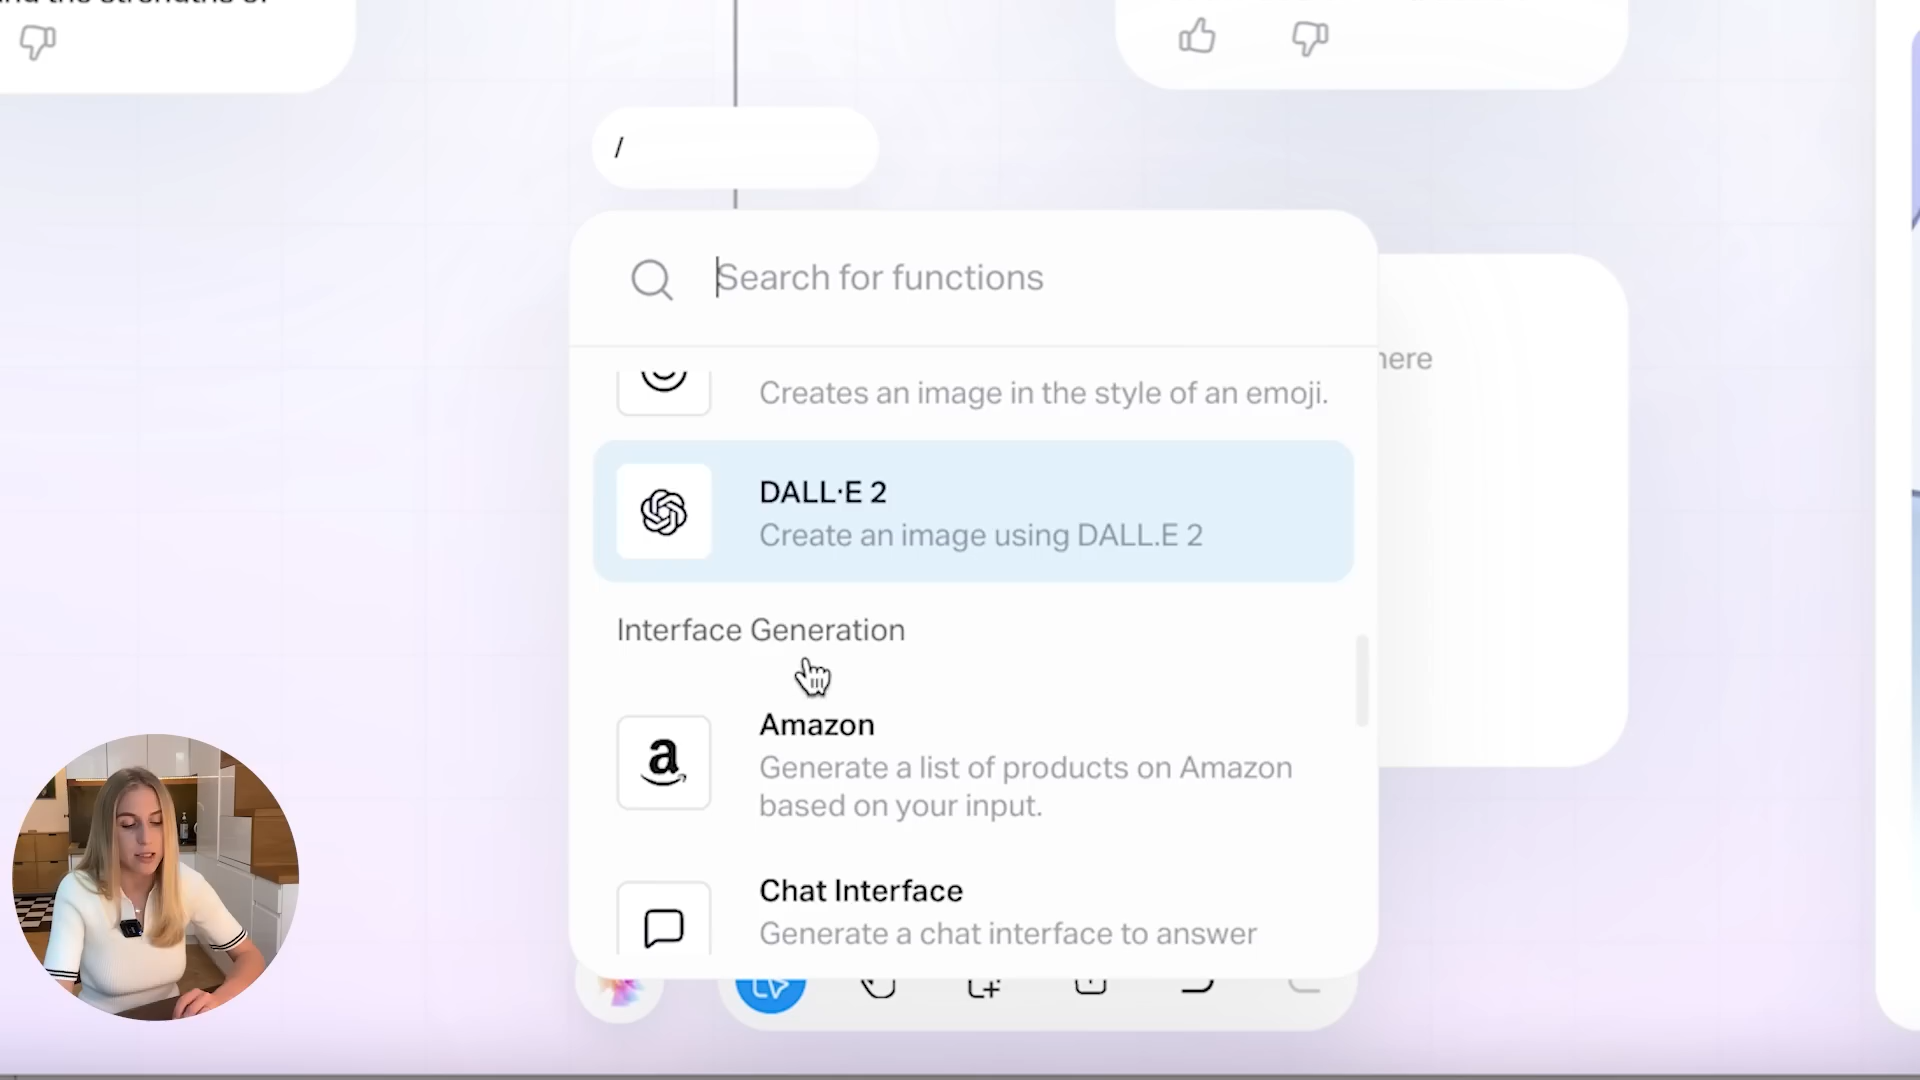 /
Search for functions
here
Creates an image in the style of an emoji.
DALL·E 2
Create an image using DALL.E 2
Interface Generation
Amazon
Generate a list of products on Amazon
based on your input.
Chat Interface
Generate a chat interface to answer